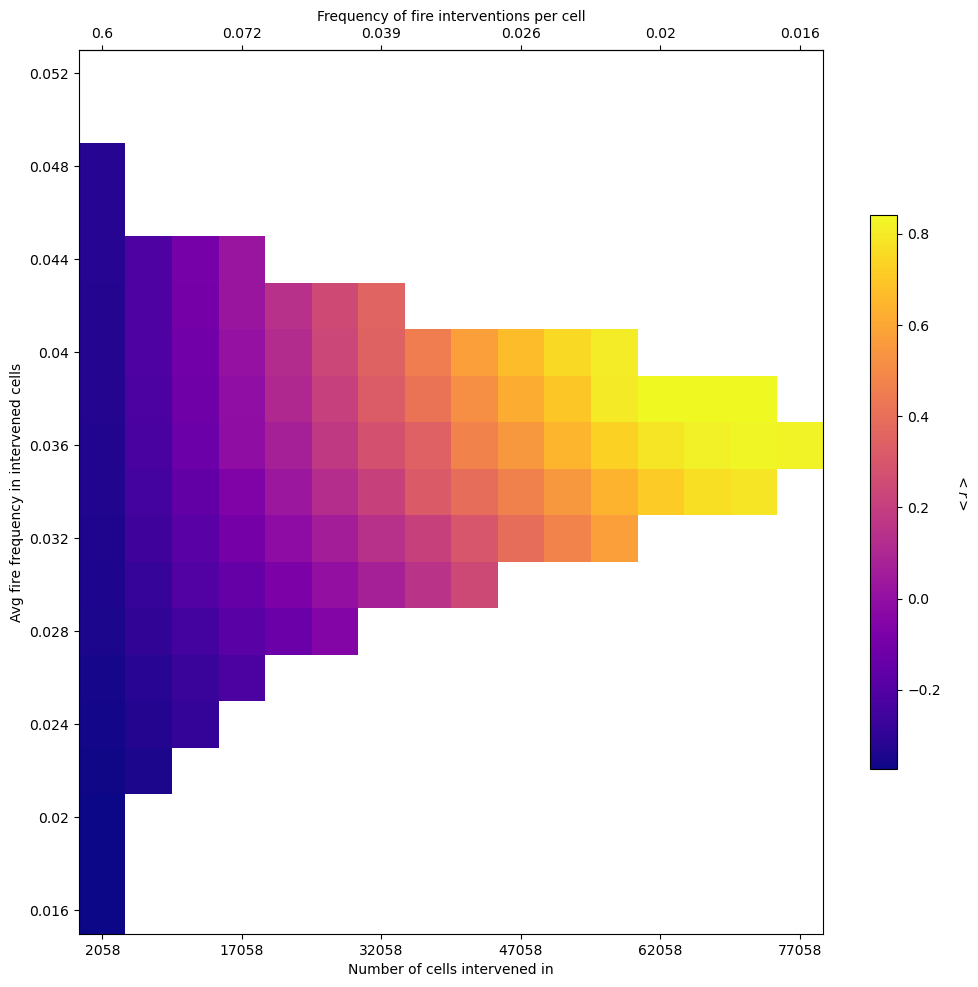 Frequency of fire interventions per cell
0.6 0.072 0.039 0.026 0.02 0.016
0.052
0.048
0.044
0.04
0.036
0.032
0.028
0.024
0.02
0.016
Avg fire frequency in intervened cells
2058 17058 32058 47058 62058 77058
Number of cells intervened in
0.8
0.6
0.4
0.2
0.0
−0.2
< r >